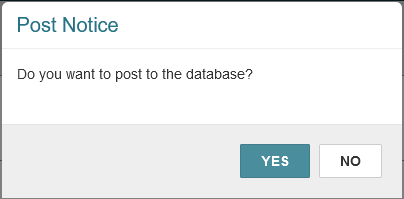 Post Notice
Do you want to post to the database?
YES NO